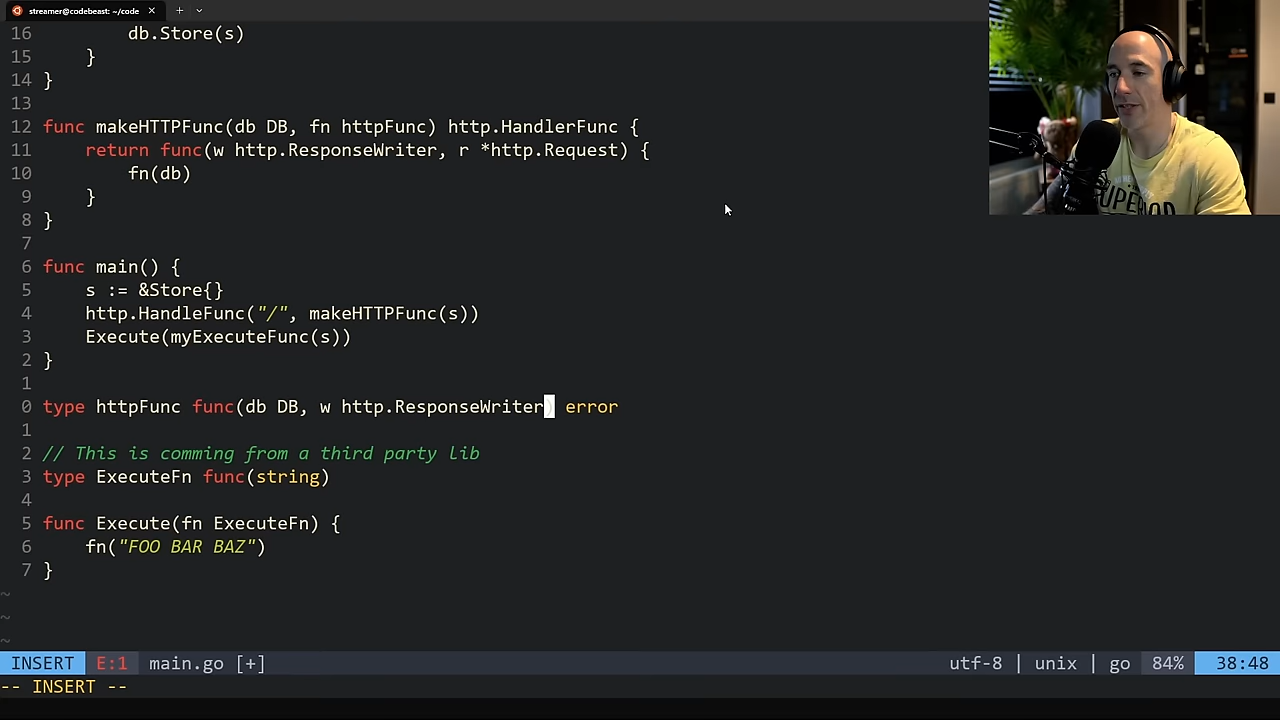 streamer@codebeast: ~/code
16 db.Store(s)
15 }
14 }
13
12 func makeHTTPFunc(db DB, fn httpFunc) http.HandlerFunc {
11 return func(w http.ResponseWriter, r *http.Request) {
10 fn(db)
9 }
8 }
7
6 func main() {
5 s := &Store{}
4 http.HandleFunc("/", makeHTTPFunc(s))
3 Execute(myExecuteFunc(s))
2 }
1
0 type httpFunc func(db DB, w http.ResponseWriter) error
1
2 // This is comming from a third party lib
3 type ExecuteFn func(string)
4
5 func Execute(fn ExecuteFn) {
6 fn("FOO BAR BAZ")
7 }
~
~
~
INSERT E:1 main.go [+] utf-8 | unix | go 84% 38:48
-- INSERT --